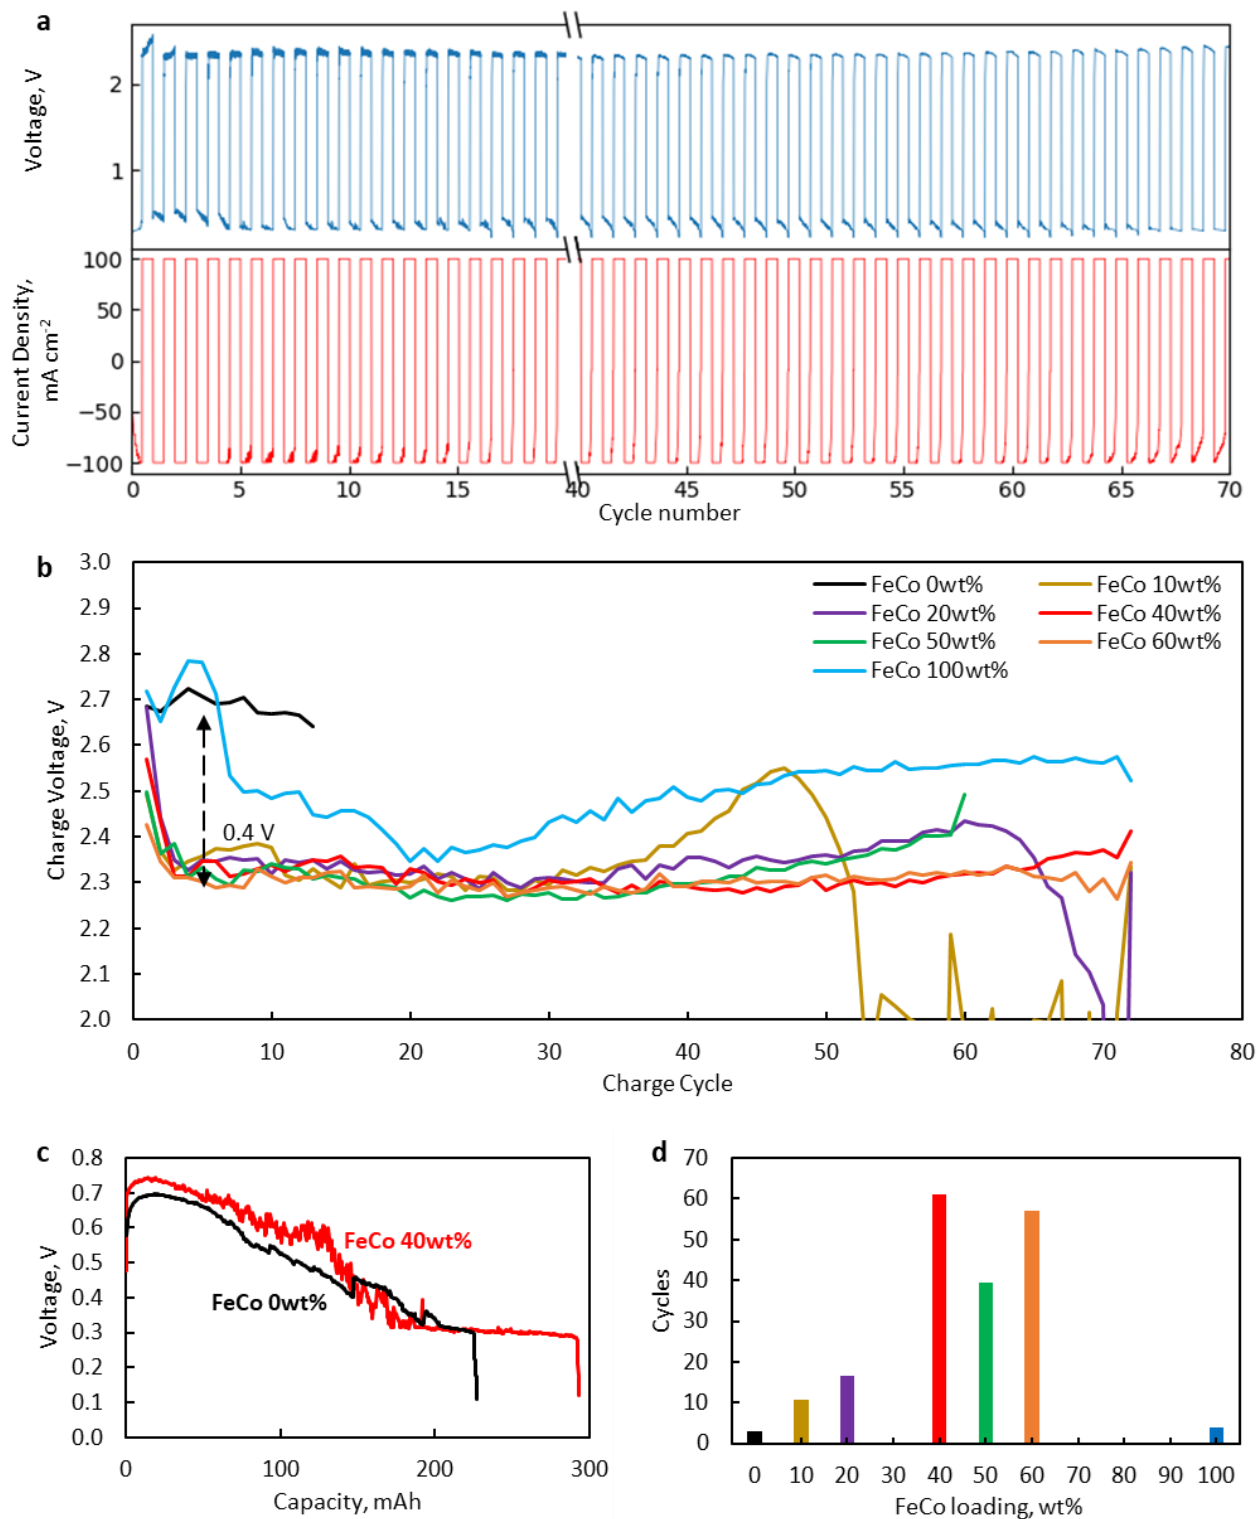 a
Voltage, V
2
1
Current Density,
mA cm⁻²
100
50
0
−50
−100
0 5 10 15 40 45 50 55 60 65 70
Cycle number
b
Charge Voltage, V
3.0
2.9
2.8
2.7
2.6
2.5
2.4
2.3
2.2
2.1
2.0
FeCo 0wt% FeCo 10wt%
FeCo 20wt% FeCo 40wt%
FeCo 50wt% FeCo 60wt%
FeCo 100wt%
0.4 V
0 10 20 30 40 50 60 70 80
Charge Cycle
c
Voltage, V
0.8
0.7
0.6
0.5
0.4
0.3
0.2
0.1
0.0
FeCo 40wt%
FeCo 0wt%
0 100 200 300
Capacity, mAh
d
Cycles
70
60
50
40
30
20
10
0
0 10 20 30 40 50 60 70 80 90 100
FeCo loading, wt%